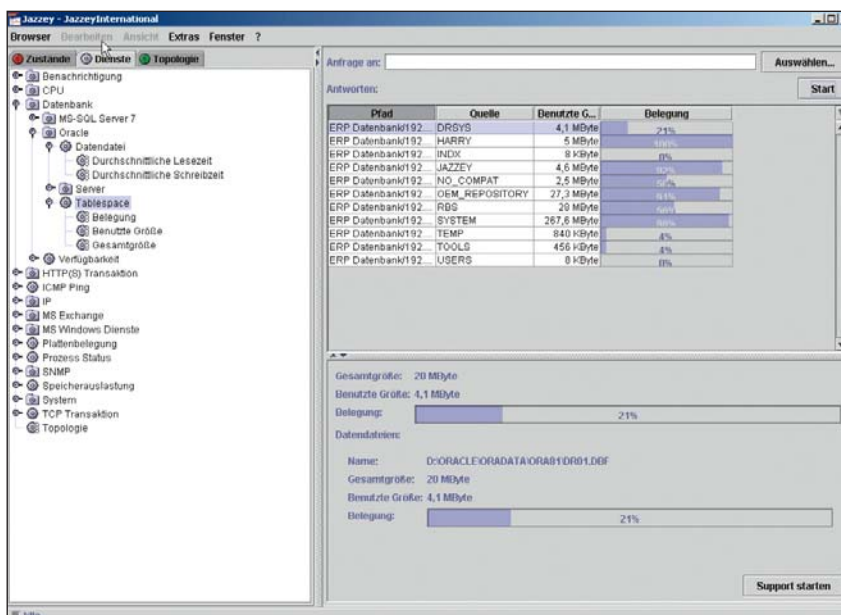 Jazzey - JazzeyInternational
Browser Bearbeiten Ansicht Extras Fenster ?
Zustände Dienste Topologie
Benachrichtigung
CPU
Datenbank
MS-SQL Server 7
Oracle
Datendatei
Durchschnittliche Lesezeit
Durchschnittliche Schreibzeit
Server
Tablespace
Belegung
Benutzte Größe
Gesamtgröße
Verfügbarkeit
HTTP(S) Transaktion
ICMP Ping
IP
MS Exchange
MS Windows Dienste
Plattenbelegung
Prozess Status
SNMP
Speicherauslastung
System
TCP Transaktion
Topologie
Anfrage an: Auswählen...
Antworten: Start
Pfad Quelle Benutzte G... Belegung
ERP Datenbank/192... DRSYS 4,1 MByte 21%
ERP Datenbank/192... HARRY 5 MByte 100%
ERP Datenbank/192... INDX 8 KByte 0%
ERP Datenbank/192... JAZZEY 4,6 MByte
ERP Datenbank/192... NO_COMPAT 2,5 MByte
ERP Datenbank/192... OEM_REPOSITORY 27,3 MByte
ERP Datenbank/192... RBS 28 MByte
ERP Datenbank/192... SYSTEM 267,6 MByte
ERP Datenbank/192... TEMP 840 KByte 4%
ERP Datenbank/192... TOOLS 456 KByte 4%
ERP Datenbank/192... USERS 8 KByte 0%
Gesamtgröße: 20 MByte
Benutzte Größe: 4,1 MByte
Belegung: 21%
Datendateien:
Name: D:\ORACLE\ORADATA\ORA81\DR01.DBF
Gesamtgröße: 20 MByte
Benutzte Größe: 4,1 MByte
Belegung: 21%
Support starten